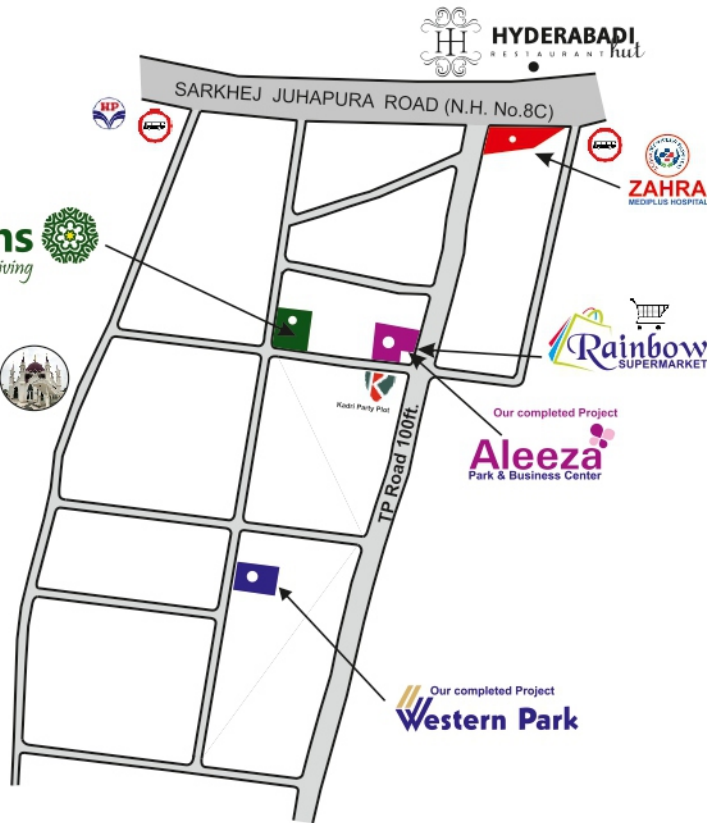 HYDERABADI
RESTAURANT hut
SARKHEJ JUHAPURA ROAD (N.H. No.8C)
HP
ZAHRA
MEDIPLUS HOSPITAL
iving
Rainbow
SUPERMARKET
Kadri Party Plot
Our completed Project
Aleeza
Park & Business Center
TP Road 100ft.
Our completed Project
Western Park